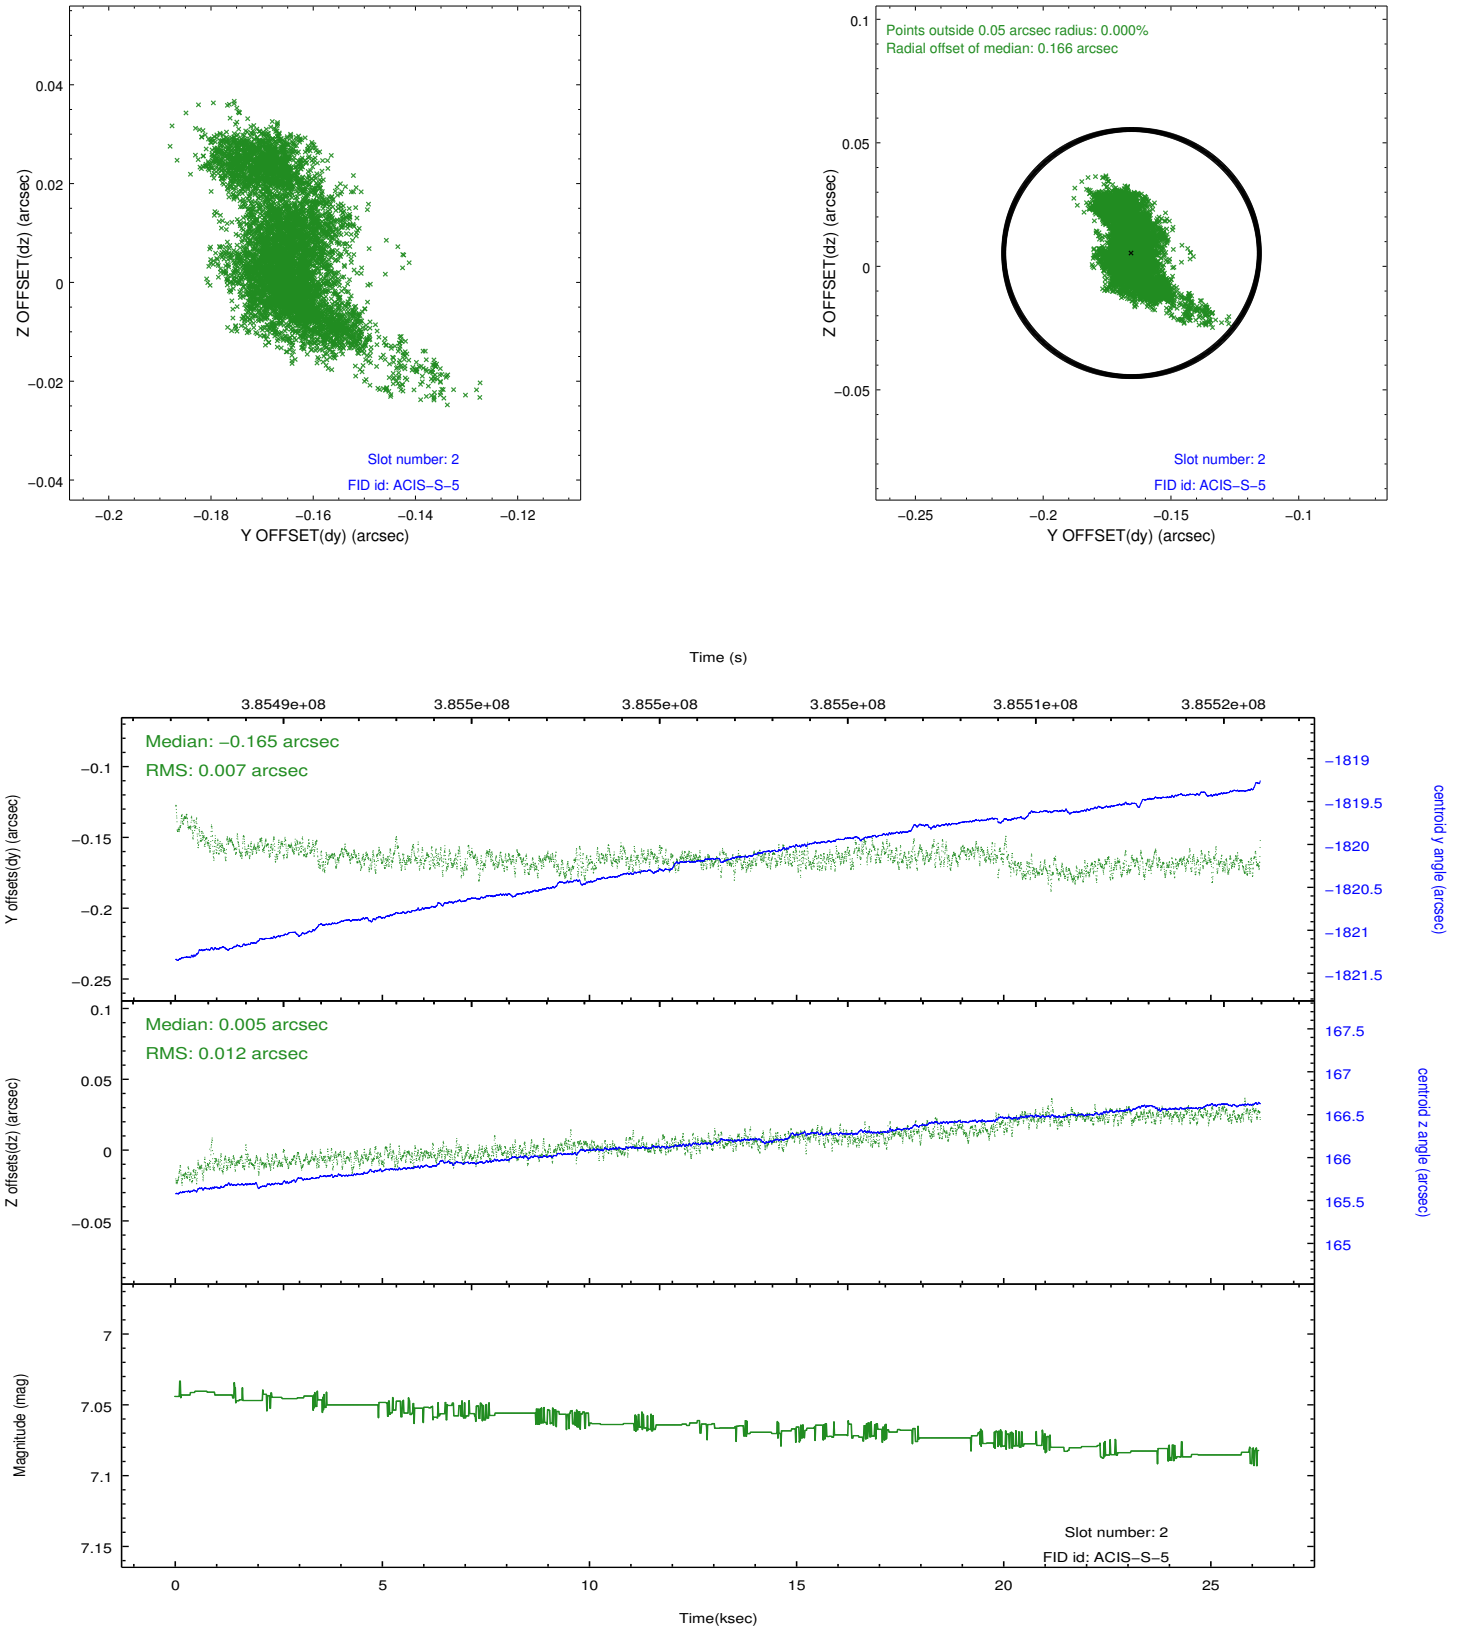 0.04
0.02
0
−0.02
−0.04
Z OFFSET(dz) (arcsec)
Slot number: 2
FID id: ACIS−S−5
−0.2
−0.18
−0.16
−0.14
−0.12
Y OFFSET(dy) (arcsec)
Points outside 0.05 arcsec radius: 0.000%
Radial offset of median: 0.166 arcsec
0.1
0.05
0
−0.05
Z OFFSET(dz) (arcsec)
Slot number: 2
FID id: ACIS−S−5
−0.25
−0.2
−0.15
−0.1
Y OFFSET(dy) (arcsec)
Time (s)
3.8549e+08
3.855e+08
3.855e+08
3.855e+08
3.8551e+08
3.8552e+08
Median: −0.165 arcsec
RMS: 0.007 arcsec
−0.1
−0.15
−0.2
−0.25
Y offsets(dy) (arcsec)
−1819
−1819.5
−1820
−1820.5
−1821
−1821.5
centroid y angle (arcsec)
Median: 0.005 arcsec
RMS: 0.012 arcsec
0.1
0.05
0
−0.05
Z offsets(dz) (arcsec)
167.5
167
166.5
166
165.5
165
centroid z angle (arcsec)
7
7.05
7.1
7.15
Magnitude (mag)
Slot number: 2
FID id: ACIS−S−5
0
5
10
15
20
25
Time(ksec)